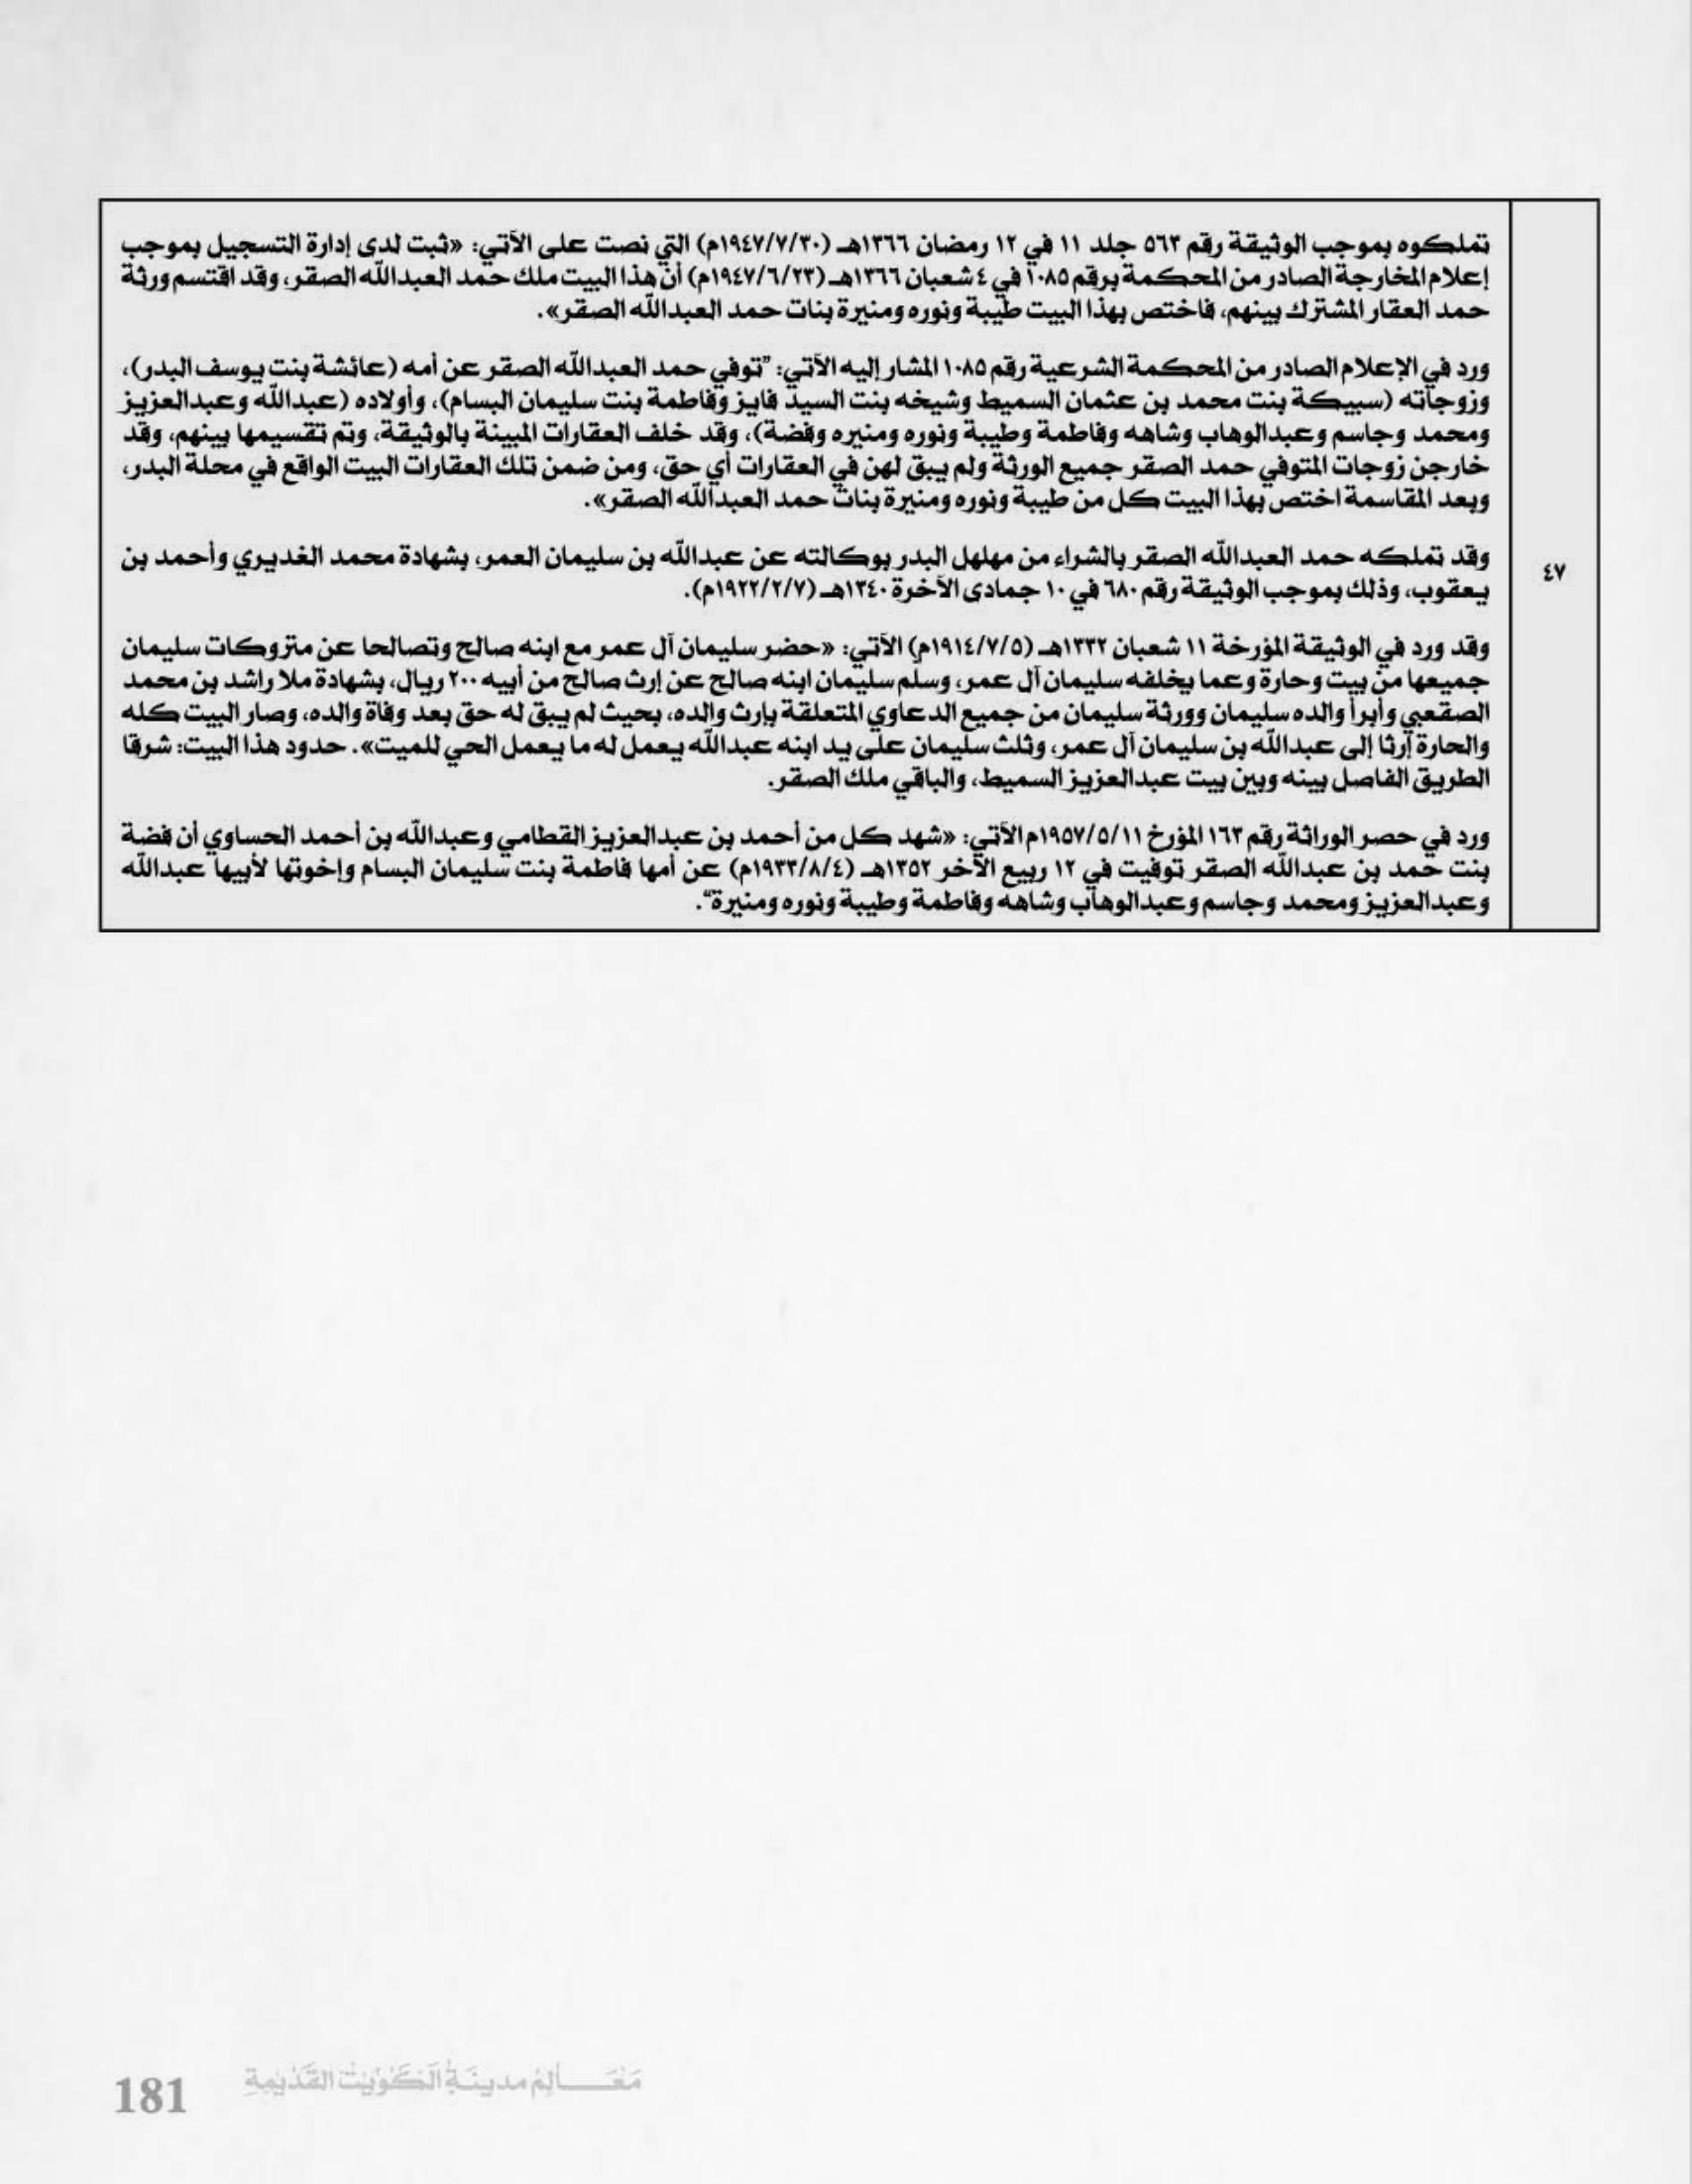 تملكوه بموجب الوثيقة رقم ٥٦٣ جلد ١١ في ١٢ رمضان ١٣٦٦هـ (١٩٤٧/٧/٣٠م) التي نصت على الآتي: «ثبت لدى إدارة التسجيل بموجب
إعلام المخارجة الصادر من المحكمة برقم ١٠٨٥ في ٤ شعبان ١٣٦٦هـ (١٩٤٧/٦/٢٣م) أن هذا البيت ملك حمد العبدالله الصقر، وقد اقتسم ورثة
حمد العقار المشترك بينهم، فاختص بهذا البيت طيبة ونوره ومنيرة بنات حمد العبدالله الصقر».
ورد في الإعلام الصادر من المحكمة الشرعية رقم ١٠٨٥ المشار إليه الآتي: "توفي حمد العبدالله الصقر عن أمه (عائشة بنت يوسف البدر)،
وزوجاته (سبيكة بنت محمد بن عثمان السميط وشيخه بنت السيد فايز وفاطمة بنت سليمان البسام)، وأولاده (عبدالله وعبدالعزيز
ومحمد وجاسم وعبدالوهاب وشاهه وفاطمة وطيبة ونوره ومنيره وفضة)، وقد خلف العقارات المبينة بالوثيقة، وتم تقسيمها بينهم، وقد
خارجن زوجات المتوفي حمد الصقر جميع الورثة ولم يبق لهن في العقارات أي حق، ومن ضمن تلك العقارات البيت الواقع في محلة البدر،
وبعد المقاسمة اختص بهذا البيت كل من طيبة ونوره ومنيرة بنات حمد العبدالله الصقر».
وقد تملكه حمد العبدالله الصقر بالشراء من مهلهل البدر بوكالته عن عبدالله بن سليمان العمر، بشهادة محمد الغديري وأحمد بن
يعقوب، وذلك بموجب الوثيقة رقم ٦٨٠ في ١٠ جمادى الآخرة ١٣٤٠هـ (١٩٢٢/٢/٧م).
٤٧
وقد ورد في الوثيقة المؤرخة ١١ شعبان ١٣٣٢هـ (١٩١٤/٧/٥م) الآتي: «حضر سليمان آل عمر مع ابنه صالح وتصالحا عن متروكات سليمان
جميعها من بيت وحارة وعما يخلفه سليمان آل عمر، وسلم سليمان ابنه صالح عن إرث صالح من أبيه ٢٠٠ ريال، بشهادة ملا راشد بن محمد
الصقعبي وأبرأ والده سليمان وورثة سليمان من جميع الدعاوي المتعلقة بإرث والده، بحيث لم يبق له حق بعد وفاة والده، وصار البيت كله
والحارة إرثا إلى عبدالله بن سليمان آل عمر، وثلث سليمان على يد ابنه عبدالله يعمل له ما يعمل الحي للميت». حدود هذا البيت: شرقا
الطريق الفاصل بينه وبين بيت عبدالعزيز السميط، والباقي ملك الصقر.
ورد في حصر الوراثة رقم ١٦٣ المؤرخ ١٩٥٧/٥/١١م الآتي: «شهد كل من أحمد بن عبدالعزيز القطامي وعبدالله بن أحمد الحساوي أن فضة
بنت حمد بن عبدالله الصقر توفيت في ١٢ ربيع الآخر ١٣٥٢هـ (١٩٣٣/٨/٤م) عن أمها فاطمة بنت سليمان البسام وإخوتها لأبيها عبدالله
وعبدالعزيز ومحمد وجاسم وعبدالوهاب وشاهه وفاطمة وطيبة ونوره ومنيرة".
181 مَعَـــالِمُ مدينَةِ الكُوَيْت القَدِيمَةِ